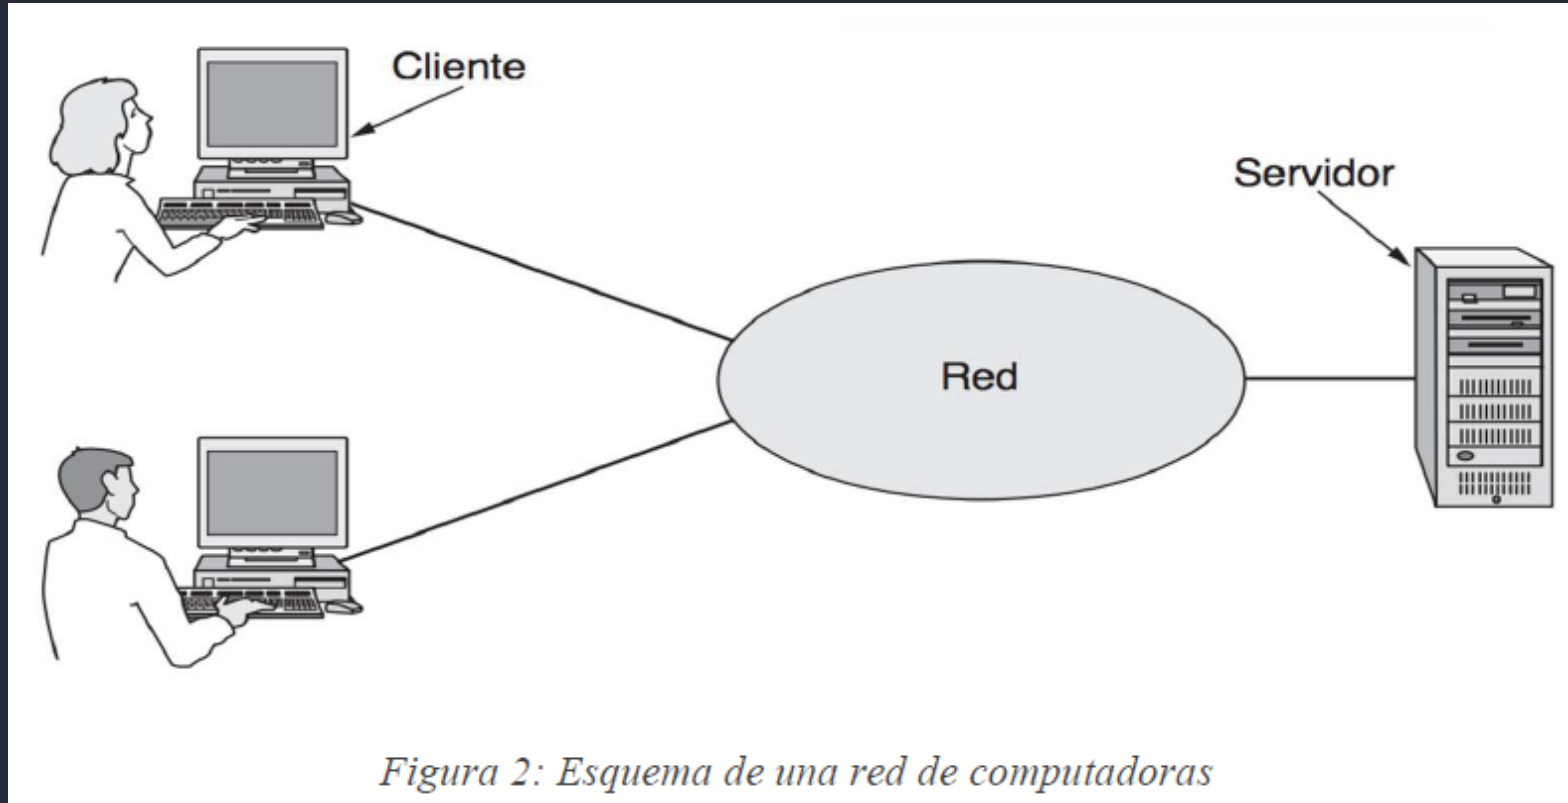 Cliente
Servidor
Red
Figura 2: Esquema de una red de computadoras